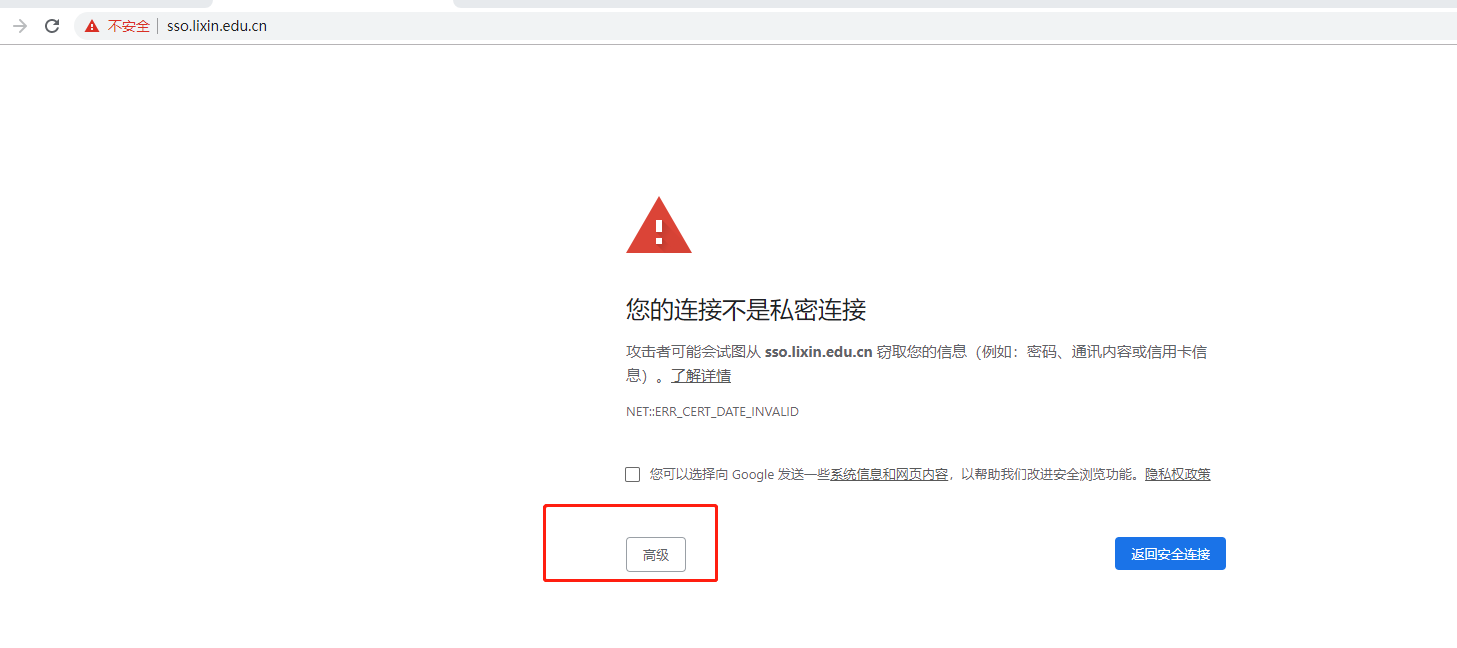 不安全 | sso.lixin.edu.cn
您的连接不是私密连接
攻击者可能会试图从 sso.lixin.edu.cn 窃取您的信息（例如：密码、通讯内容或信用卡信
息）。了解详情
NET::ERR_CERT_DATE_INVALID
您可以选择向 Google 发送一些系统信息和网页内容，以帮助我们改进安全浏览功能。隐私权政策
高级
返回安全连接